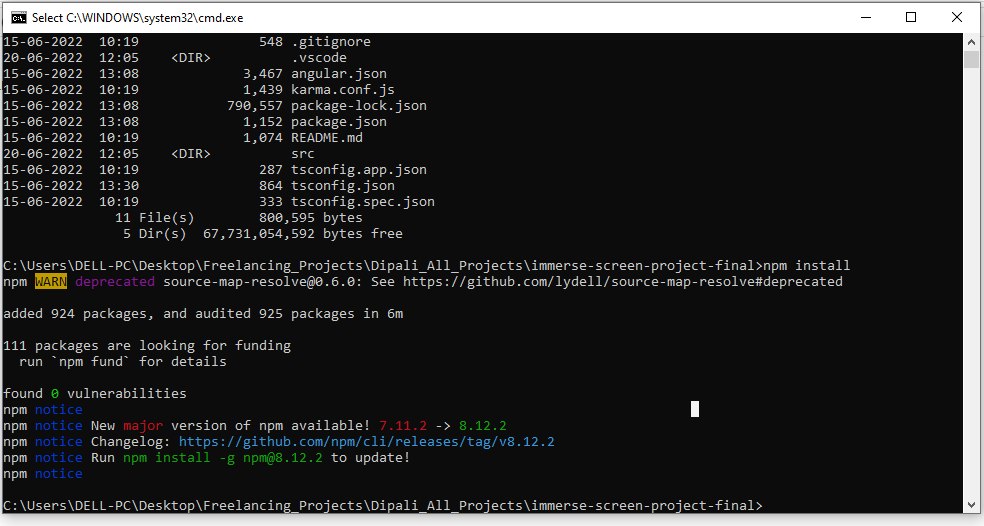 Select C:\WINDOWS\system32\cmd.exe
15-06-2022  10:19               548 .gitignore
20-06-2022  12:05    <DIR>          .vscode
15-06-2022  13:08             3,467 angular.json
15-06-2022  10:19             1,439 karma.conf.js
15-06-2022  13:08           790,557 package-lock.json
15-06-2022  13:08             1,152 package.json
15-06-2022  10:19             1,074 README.md
20-06-2022  12:05    <DIR>          src
15-06-2022  10:19               287 tsconfig.app.json
15-06-2022  13:30               864 tsconfig.json
15-06-2022  10:19               333 tsconfig.spec.json
              11 File(s)        800,595 bytes
               5 Dir(s)  67,731,054,592 bytes free
C:\Users\DELL-PC\Desktop\Freelancing_Projects\Dipali_All_Projects\immerse-screen-project-final>npm install
npm WARN deprecated source-map-resolve@0.6.0: See https://github.com/lydell/source-map-resolve#deprecated
added 924 packages, and audited 925 packages in 6m
111 packages are looking for funding
  run `npm fund` for details
found 0 vulnerabilities
npm notice
npm notice New major version of npm available! 7.11.2 -> 8.12.2
npm notice Changelog: https://github.com/npm/cli/releases/tag/v8.12.2
npm notice Run npm install -g npm@8.12.2 to update!
npm notice
C:\Users\DELL-PC\Desktop\Freelancing_Projects\Dipali_All_Projects\immerse-screen-project-final>